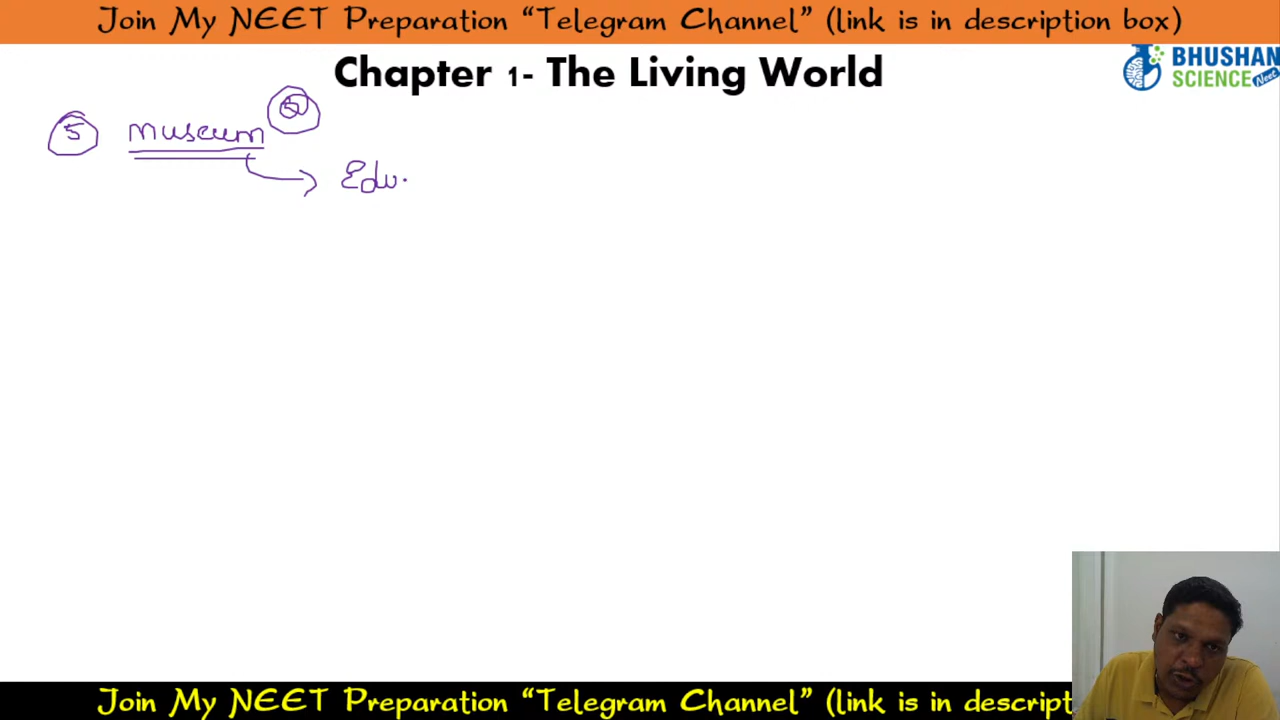 Join My NEET Preparation “Telegram Channel” (link is in description box)
Chapter 1- The Living World
BHUSHAN
SCIENCE Neet
5 museum
Edu.
Join My NEET Preparation “Telegram Channel” (link is in descript